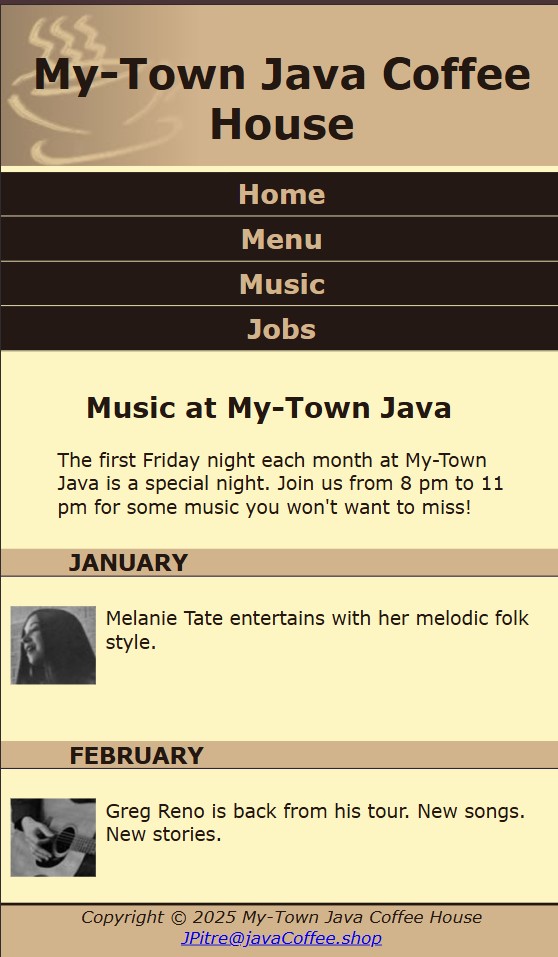 My-Town Java Coffee
House
Home
Menu
Music
Jobs
Music at My-Town Java
The first Friday night each month at My-Town
Java is a special night. Join us from 8 pm to 11
pm for some music you won't want to miss!
JANUARY
Melanie Tate entertains with her melodic folk
style.
FEBRUARY
Greg Reno is back from his tour. New songs.
New stories.
Copyright © 2025 My-Town Java Coffee House
JPitre@javaCoffee.shop